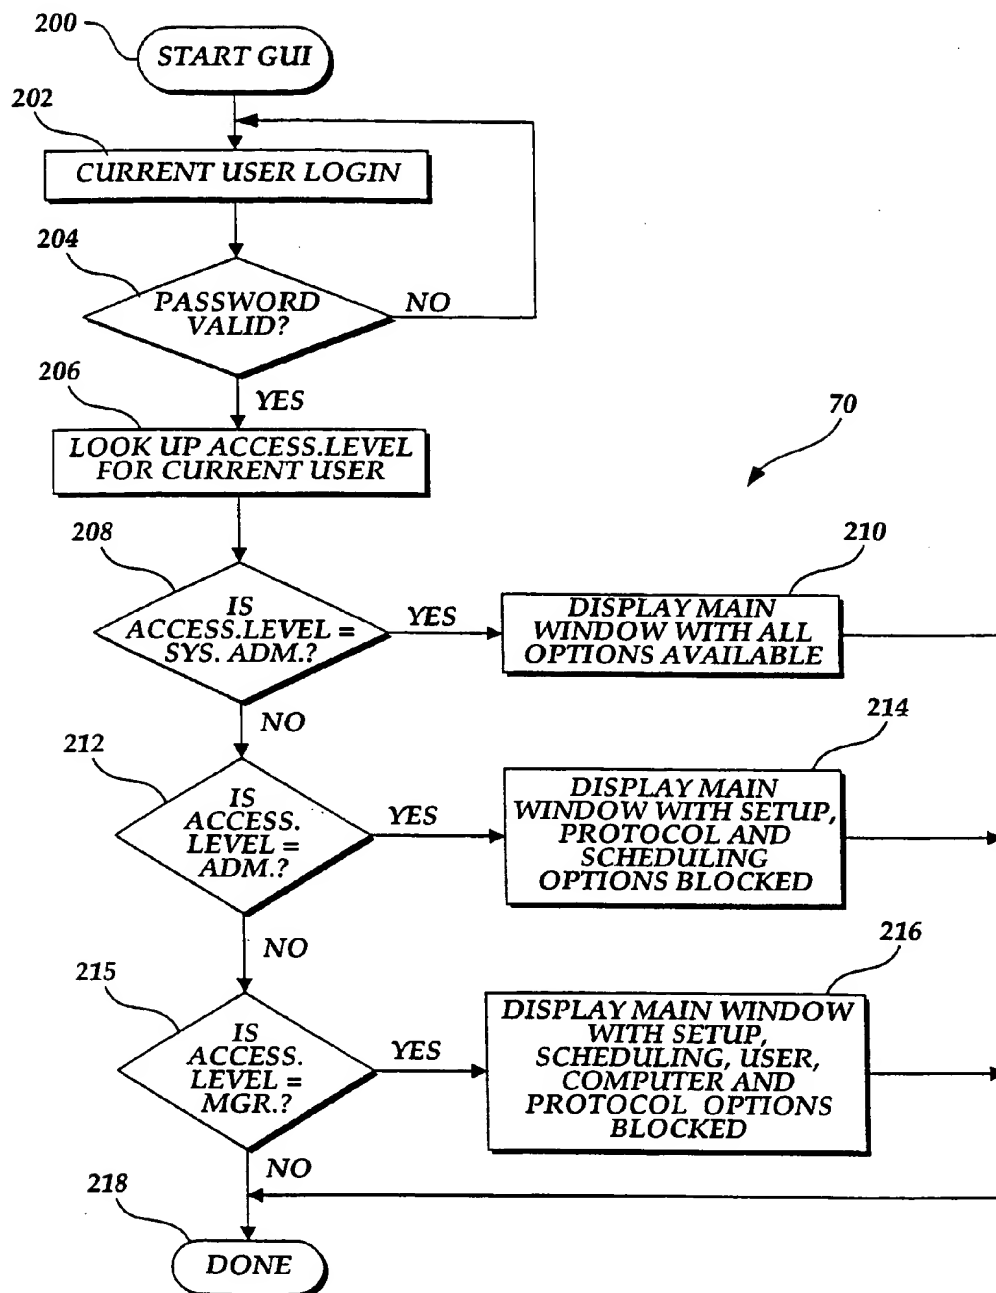 200
START GUI
202
CURRENT USER LOGIN
204
PASSWORD
VALID?
NO
YES
206
LOOK UP ACCESS.LEVEL
FOR CURRENT USER
70
208
IS
ACCESS.LEVEL =
SYS. ADM.?
YES
210
DISPLAY MAIN
WINDOW WITH ALL
OPTIONS AVAILABLE
NO
212
IS
ACCESS.
LEVEL =
ADM.?
YES
214
DISPLAY MAIN
WINDOW WITH SETUP,
PROTOCOL AND
SCHEDULING
OPTIONS BLOCKED
NO
215
IS
ACCESS.
LEVEL =
MGR.?
YES
216
DISPLAY MAIN WINDOW
WITH SETUP,
SCHEDULING, USER,
COMPUTER AND
PROTOCOL OPTIONS
BLOCKED
NO
218
DONE